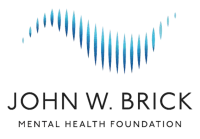 JOHN W. BRICK
MENTAL HEALTH FOUNDATION